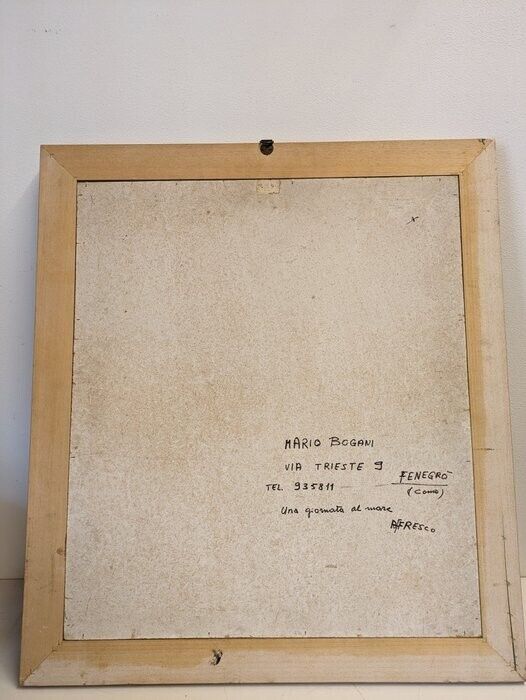 MARIO BOGANI
VIA TRIESTE 9 FENEGRÒ
TEL. 935811 (COMO)
Una giornata al mare
AFFRESCO